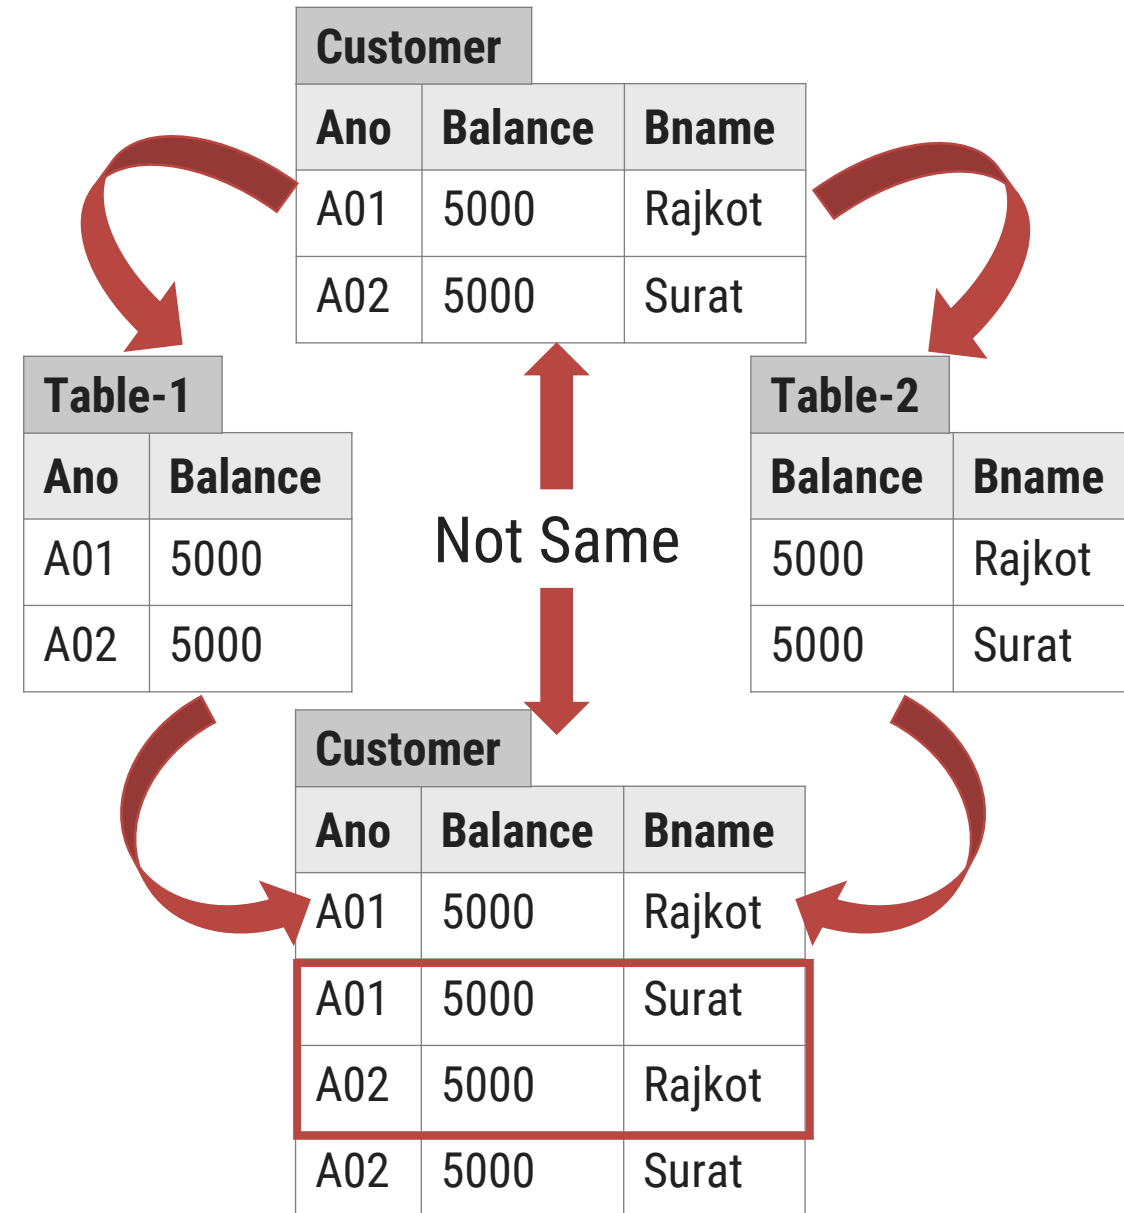 Customer
Ano Balance Bname
A01 5000 Rajkot
A02 5000 Surat
Table-1
Ano Balance
A01 5000
A02 5000
Not Same
Table-2
Balance Bname
5000 Rajkot
5000 Surat
Customer
Ano Balance Bname
A01 5000 Rajkot
A01 5000 Surat
A02 5000 Rajkot
A02 5000 Surat